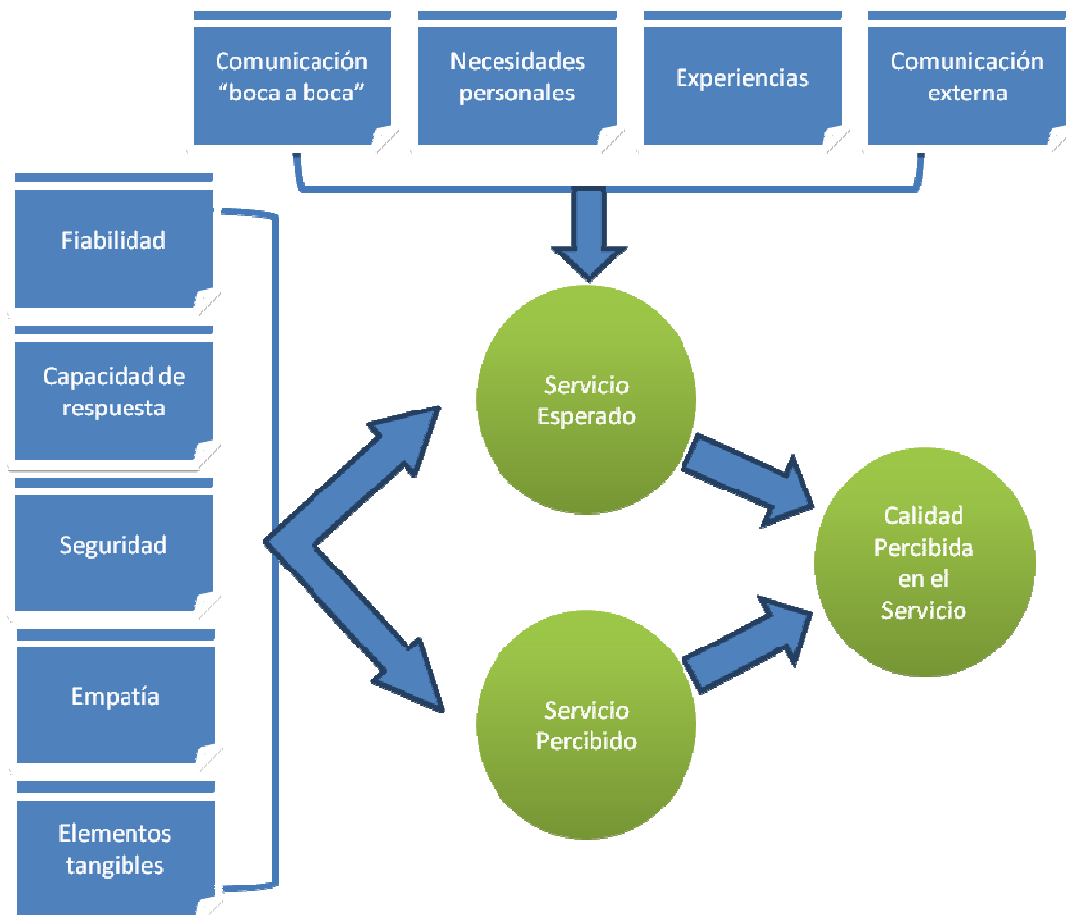 Comunicación
“boca a boca”
Necesidades
personales
Experiencias
Comunicación
externa
Fiabilidad
Capacidad de
respuesta
Seguridad
Empatía
Elementos
tangibles
Servicio
Esperado
Servicio
Percibido
Calidad
Percibida
en el
Servicio